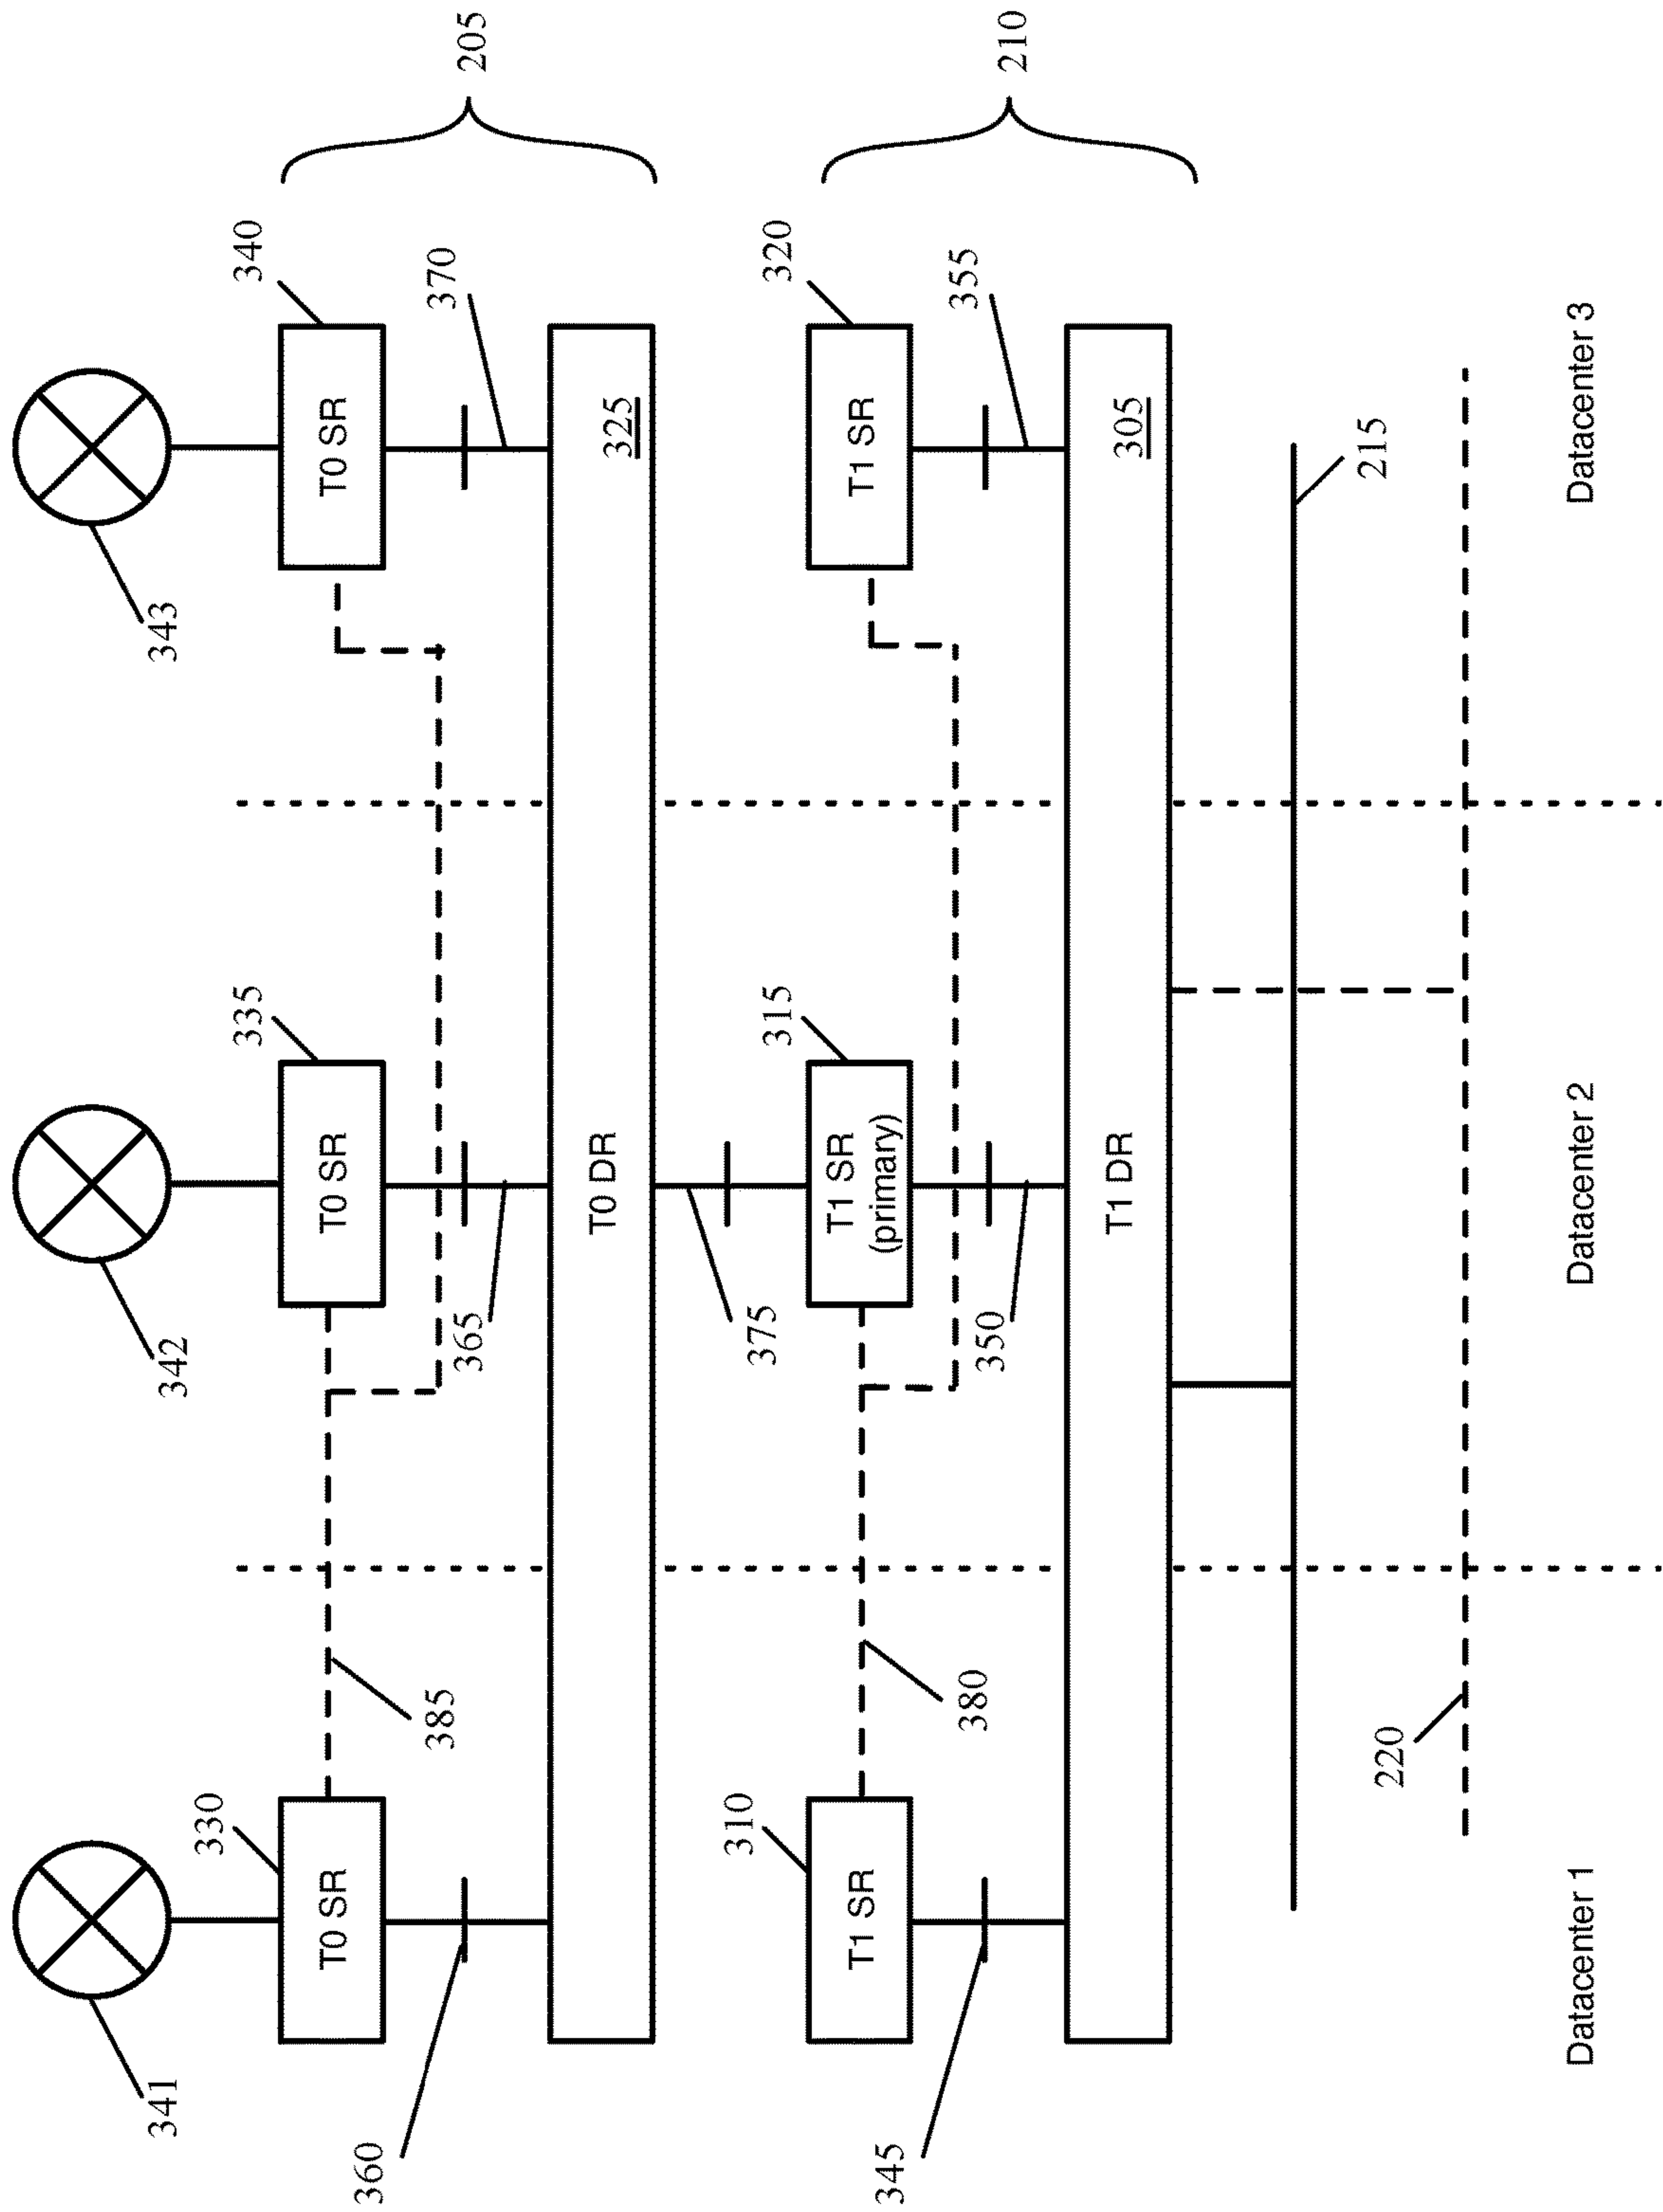 341
342
343
330
335
340
205
T0 SR
T0 SR
T0 SR
385
360
365
370
T0 DR
325
375
310
315
320
210
T1 SR
T1 SR
(primary)
T1 SR
380
345
350
355
T1 DR
305
215
220
Datacenter 1
Datacenter 2
Datacenter 3